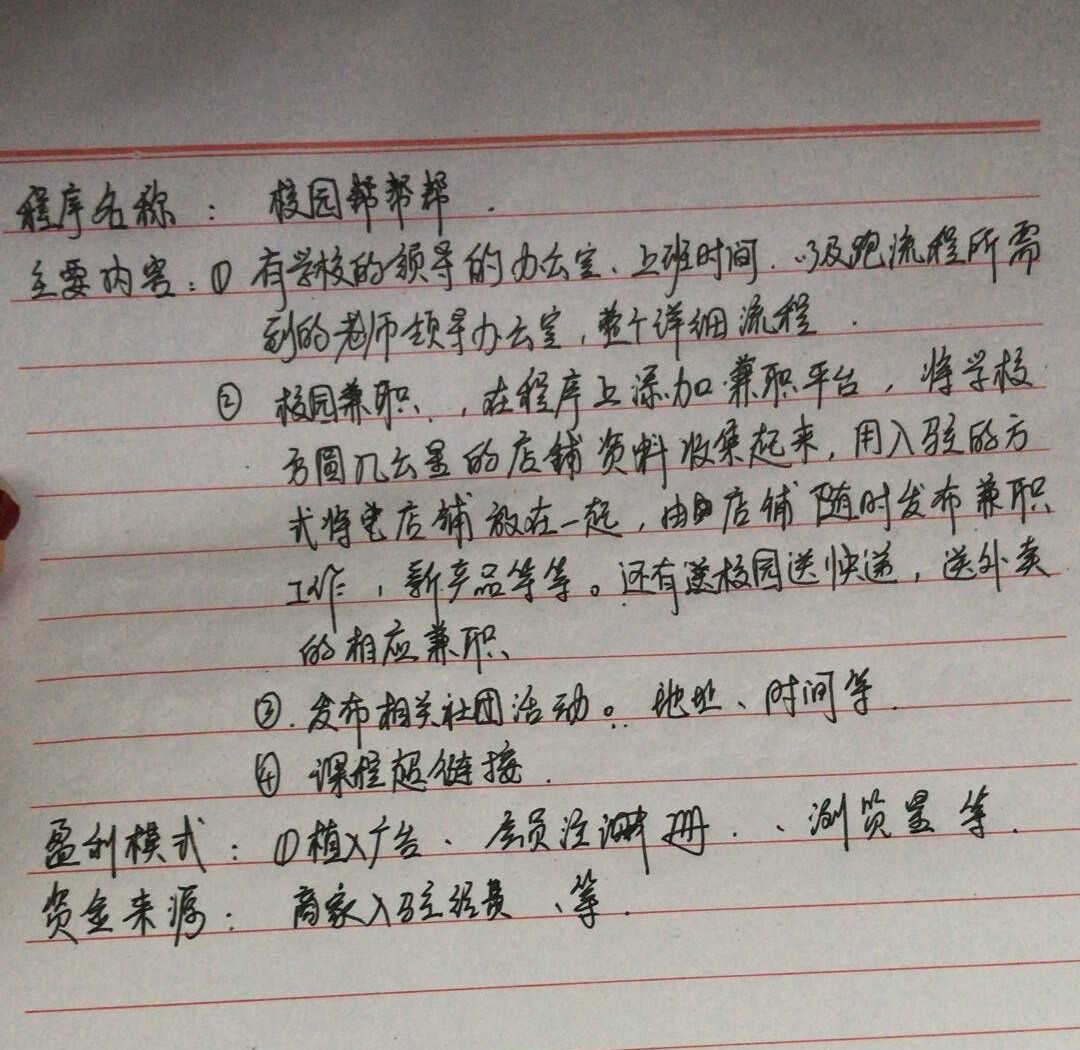 程序名称： 校园帮帮帮.
主要内容：① 有学校的领导的办公室、上班时间.以及跑流程所需
到的老师领导办公室，整个详细流程.
② 校园兼职、，在程序上添加兼职平台，将学校
方圆几公里的店铺资料收集起来，用入驻的方
式将店铺放在一起，由店铺随时发布兼职
工作，新产品等等。还有校园送快递，送外卖
的相应兼职、
③.发布相关社团活动。地址、时间等.
④ 课程超链接.
盈利模式：①植入广告、会员注册.、浏览量等.
资金来源： 商家入驻经费、等.